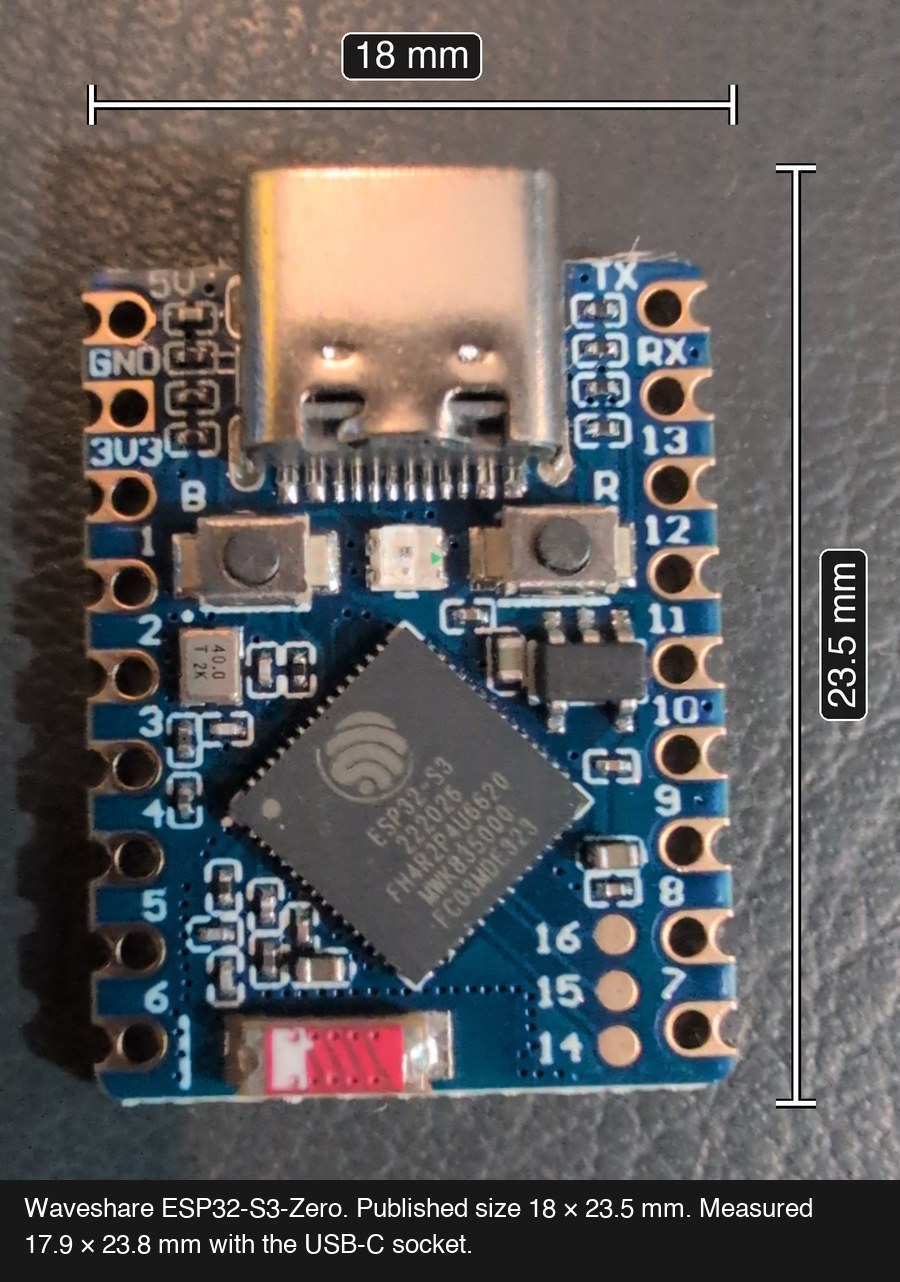 18 mm
23.5 mm
5V
TX
GND
RX
3V3
13
B
R
1
12
2
11
3
10
4
9
5
8
6
7
16
15
14
40.0
T 2K
ESP32-S3
222026
FH4R2P4U6620
MWK8J5000
FC03MDE323
1
Waveshare ESP32-S3-Zero. Published size 18 × 23.5 mm. Measured
17.9 × 23.8 mm with the USB-C socket.